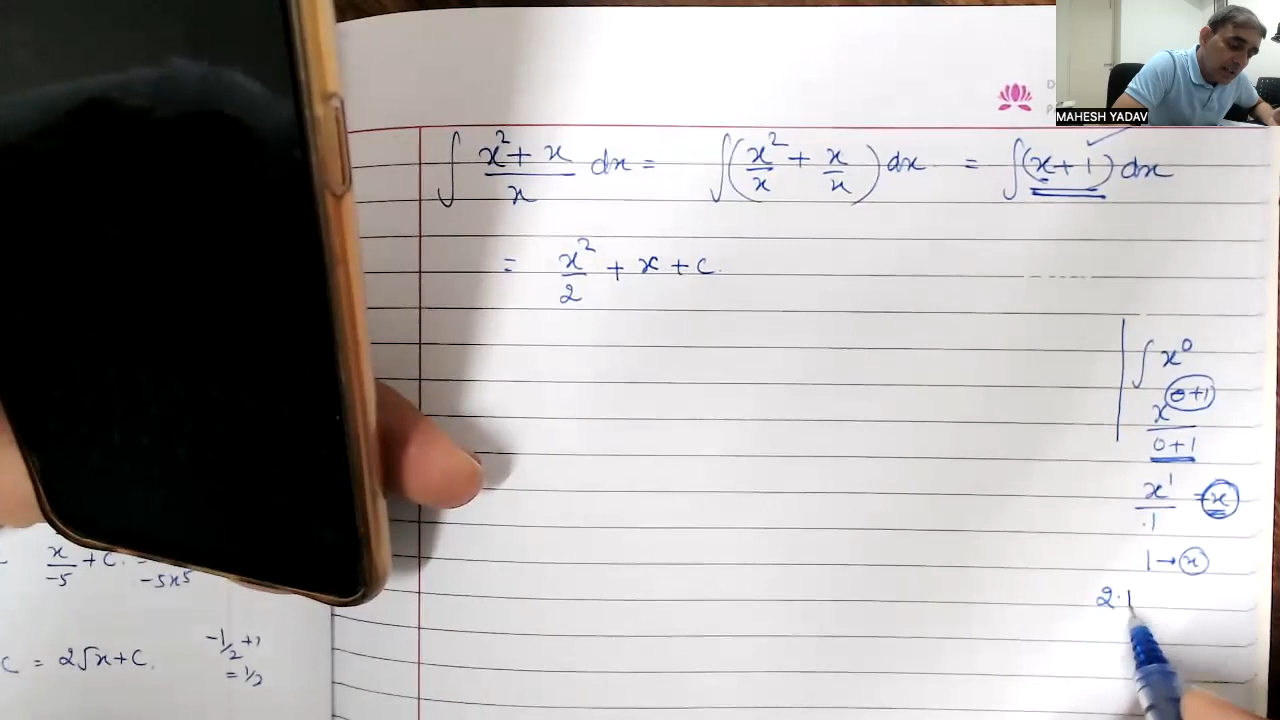 MAHESH YADAV
∫ (x² + x)/x dx = ∫(x²/x + x/x)dx = ∫(x+1)dx
= x²/2 + x + c.
∫x⁰
x^(0+1)/(0+1)
x¹/1 = x
1→x
2·1
+ C.
-5
-5x⁵
C = 2√x + C.
-1/2 +1
= 1/2